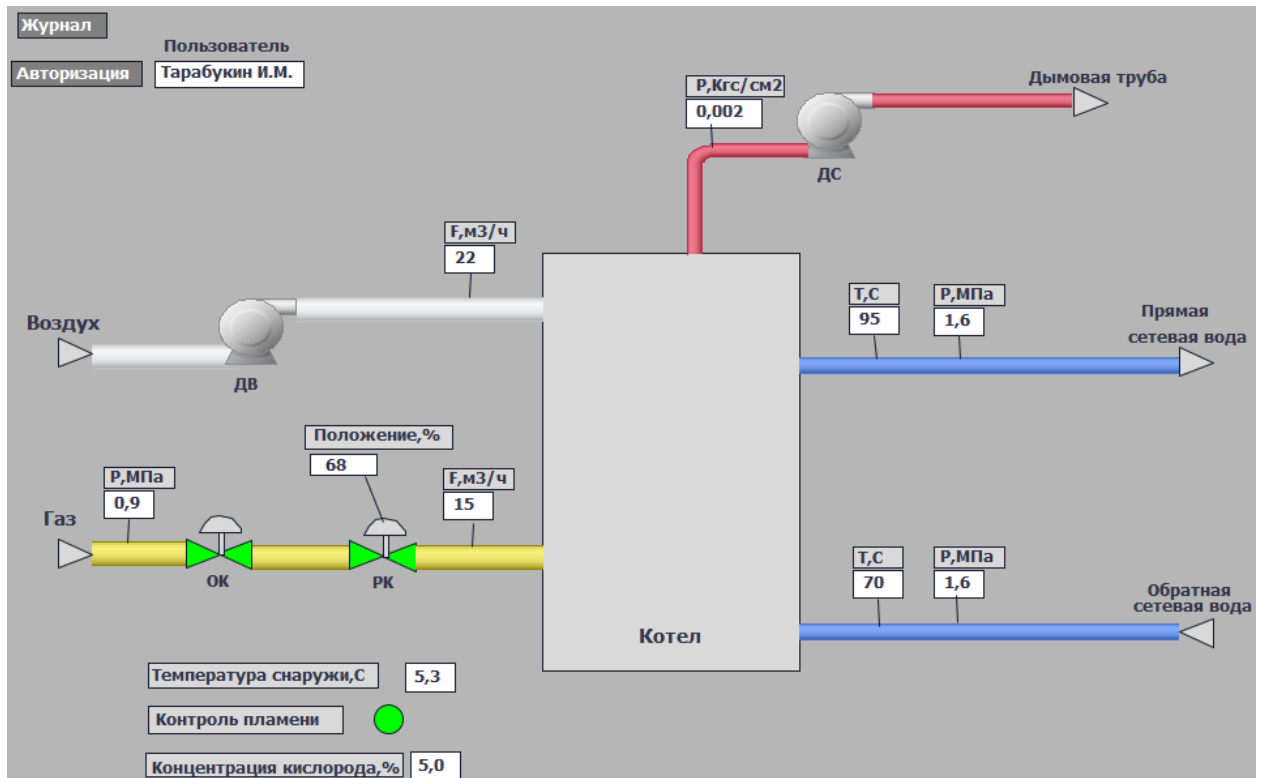 Журнал
Пользователь
Авторизация
Тарабукин И.М.
P,Кгс/см2
0,002
Дымовая труба
ДС
F,м3/ч
22
Воздух
ДВ
T,C
95
P,МПа
1,6
Прямая
сетевая вода
Положение,%
68
P,МПа
0,9
F,м3/ч
15
Газ
ОК
РК
T,C
70
P,МПа
1,6
Обратная
сетевая вода
Котел
Температура снаружи,С
5,3
Контроль пламени
Концентрация кислорода,%
5,0